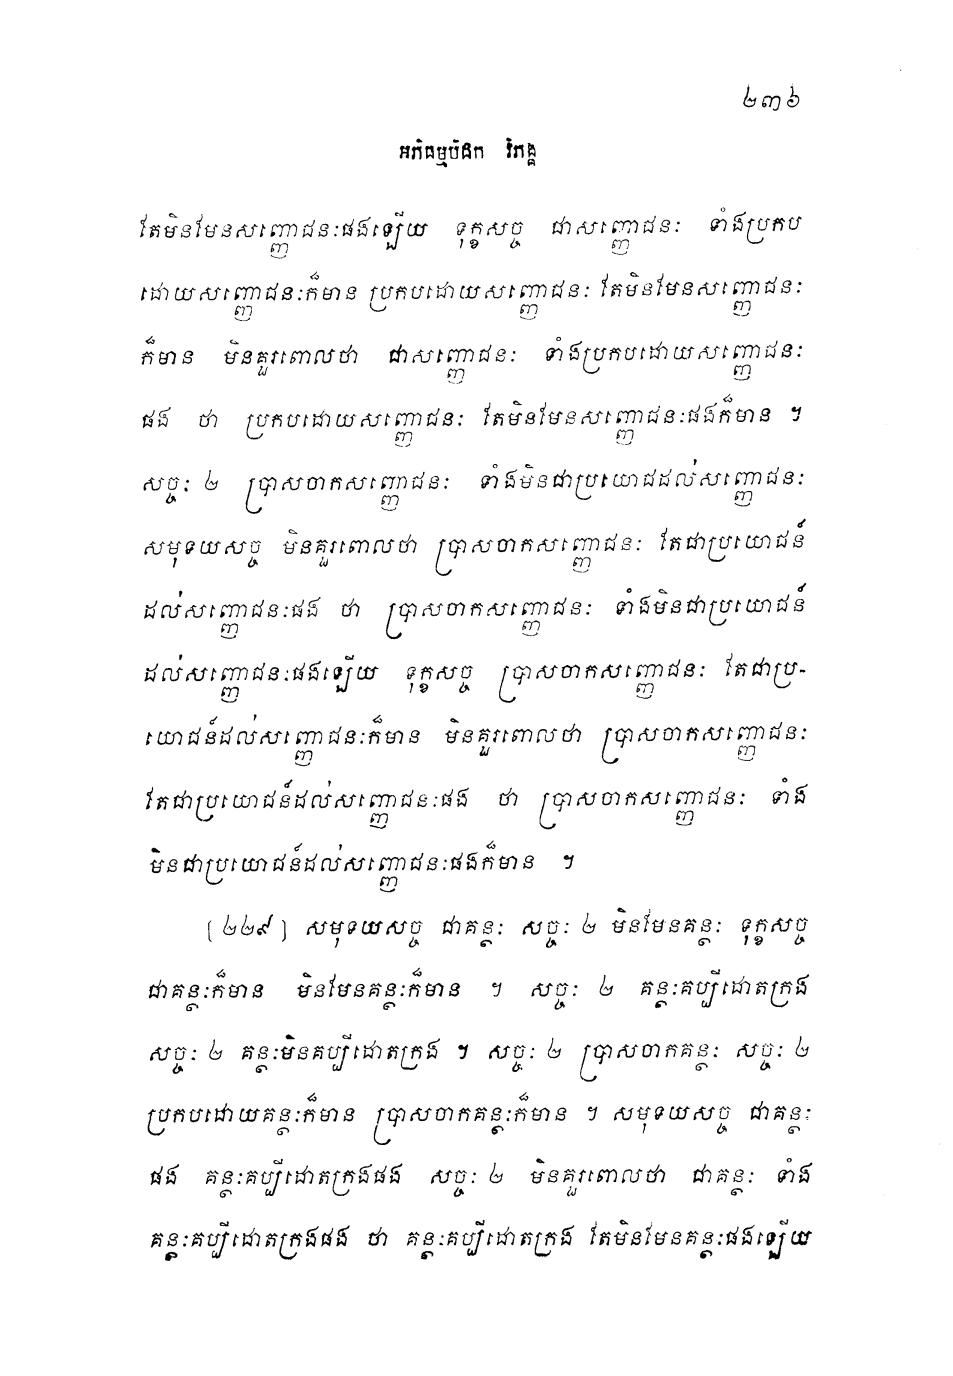 ២៣៦
អភិធម្មបិដក វិភង្គ
តែមិនមែនសញ្ញោជនៈផងឡើយ ទុក្ខសច្ច ជាសញ្ញោជនៈ ទាំងប្រកប
ដោយសញ្ញោជនៈក៏មាន ប្រកបដោយសញ្ញោជនៈ តែមិនមែនសញ្ញោជនៈ
ក៏មាន មិនគួរពោលថា ជាសញ្ញោជនៈ ទាំងប្រកបដោយសញ្ញោជនៈ
ផង ថា ប្រកបដោយសញ្ញោជនៈ តែមិនមែនសញ្ញោជនៈផងក៏មាន ។
សច្ចៈ ២ ប្រាសចាកសញ្ញោជនៈ ទាំងមិនជាប្រយោជដល់សញ្ញោជនៈ
សមុទយសច្ច មិនគួរពោលថា ប្រាសចាកសញ្ញោជនៈ តែជាប្រយោជន៍
ដល់សញ្ញោជនៈផង ថា ប្រាសចាកសញ្ញោជនៈ ទាំងមិនជាប្រយោជន៍
ដល់សញ្ញោជនៈផងឡើយ ទុក្ខសច្ច ប្រាសចាកសញ្ញោជនៈ តែជាប្រ-
យោជន៍ដល់សញ្ញោជនៈក៏មាន មិនគួរពោលថា ប្រាសចាកសញ្ញោជនៈ
តែជាប្រយោជន៍ដល់សញ្ញោជនៈផង ថា ប្រាសចាកសញ្ញោជនៈ ទាំង
មិនជាប្រយោជន៍ដល់សញ្ញោជនៈផងក៏មាន ។
[២២៩] សមុទយសច្ច ជាគន្ថៈ សច្ចៈ ២ មិនមែនគន្ថៈ ទុក្ខសច្ច
ជាគន្ថៈក៏មាន មិនមែនគន្ថៈក៏មាន ។ សច្ចៈ ២ គន្ថៈគប្បីដោតក្រង
សច្ចៈ ២ គន្ថៈមិនគប្បីដោតក្រង ។ សច្ចៈ ២ ប្រាសចាកគន្ថៈ សច្ចៈ ២
ប្រកបដោយគន្ថៈក៏មាន ប្រាសចាកគន្ថៈក៏មាន ។ សមុទយសច្ច ជាគន្ថៈ
ផង គន្ថៈគប្បីដោតក្រងផង សច្ចៈ ២ មិនគួរពោលថា ជាគន្ថៈ ទាំង
គន្ថៈគប្បីដោតក្រងផង ថា គន្ថៈគប្បីដោតក្រង តែមិនមែនគន្ថៈផងឡើយ